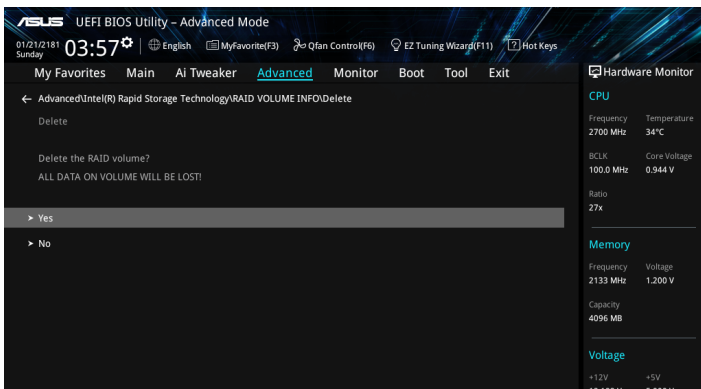 ASUS UEFI BIOS Utility – Advanced Mode
01/21/2181 Sunday 03:57 English MyFavorite(F3) Qfan Control(F6) EZ Tuning Wizard(F11) Hot Keys
My Favorites Main Ai Tweaker Advanced Monitor Boot Tool Exit
Hardware Monitor
Advanced\Intel(R) Rapid Storage Technology\RAID VOLUME INFO\Delete
Delete
Delete the RAID volume?
ALL DATA ON VOLUME WILL BE LOST!
> Yes
> No
CPU
Frequency Temperature
2700 MHz 34°C
BCLK Core Voltage
100.0 MHz 0.944 V
Ratio
27x
Memory
Frequency Voltage
2133 MHz 1.200 V
Capacity
4096 MB
Voltage
+12V +5V